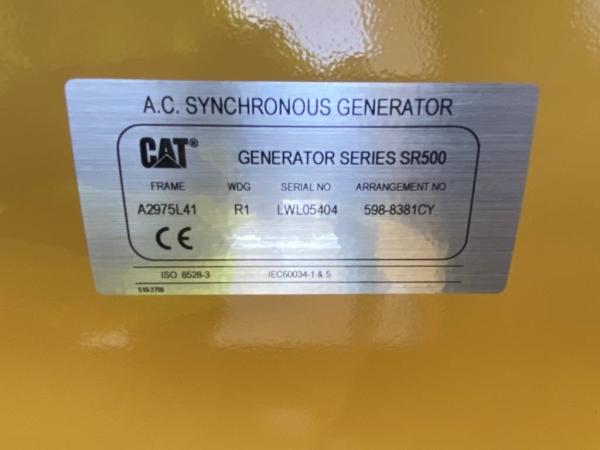 A.C. SYNCHRONOUS GENERATOR
CAT® GENERATOR SERIES SR500
FRAME WDG SERIAL NO ARRANGEMENT NO
A2975L41 R1 LWL05404 598-8381CY
CE
ISO 8528-3 IEC60034-1 & 5